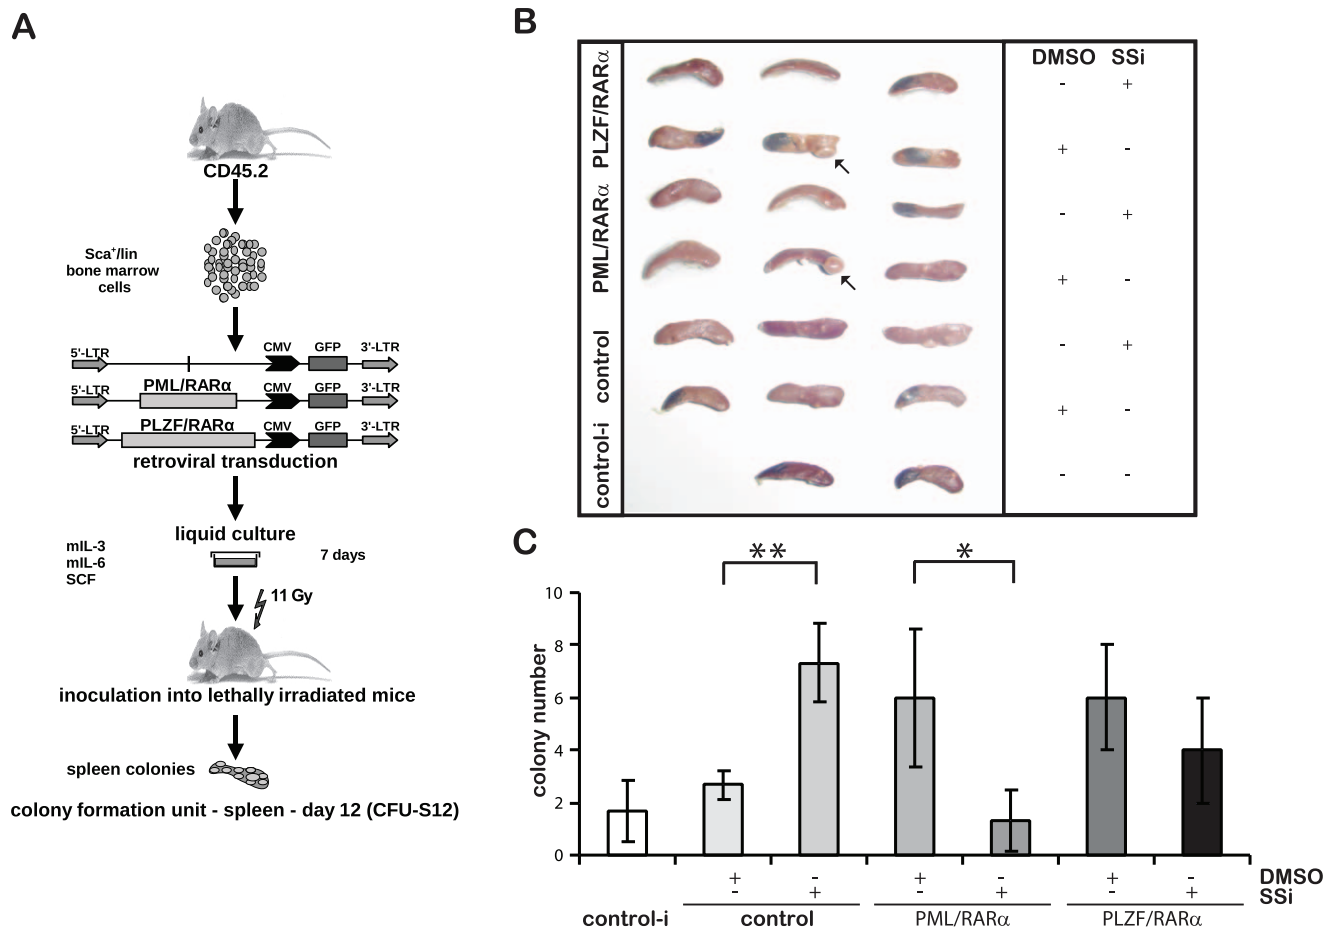 A
CD45.2
Sca⁺/lin
bone marrow
cells
5'-LTR CMV GFP 3'-LTR
5'-LTR PML/RARα CMV GFP 3'-LTR
5'-LTR PLZF/RARα CMV GFP 3'-LTR
retroviral transduction
liquid culture
mIL-3
mIL-6
SCF
7 days
11 Gy
inoculation into lethally irradiated mice
spleen colonies
colony formation unit - spleen - day 12 (CFU-S12)
B
PLZF/RARα
PML/RARα
control
control-i
DMSO SSi
- +
+ -
- +
+ -
- +
+ -
- -
C
** *
colony number
10
8
6
4
2
0
+ - + - + - DMSO
- + - + - + SSi
control-i control PML/RARα PLZF/RARα